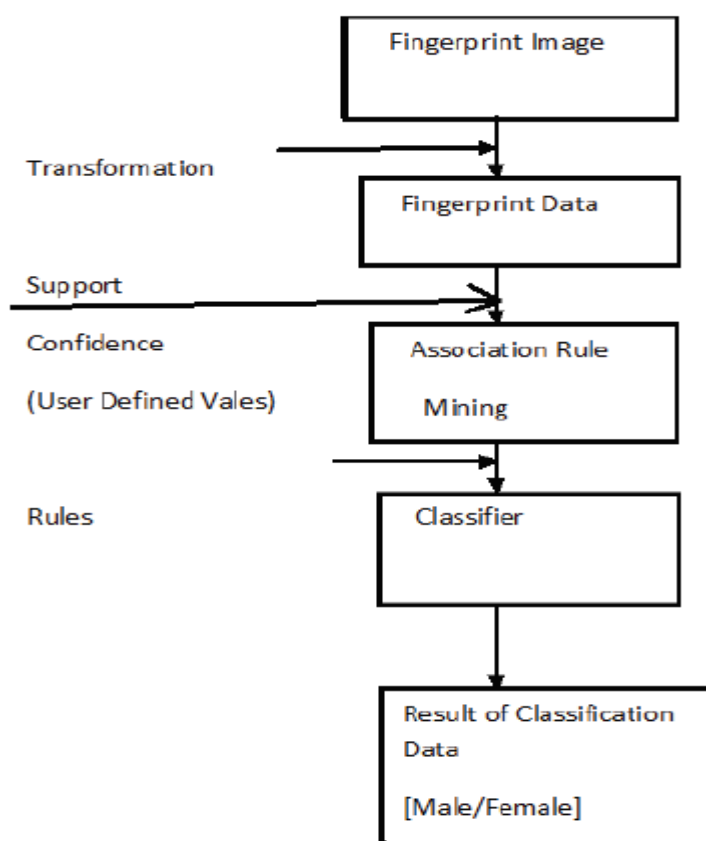 Fingerprint Image
Transformation
Fingerprint Data
Support
Confidence
(User Defined Vales)
Association Rule
Mining
Rules
Classifier
Result of Classification
Data
[Male/Female]